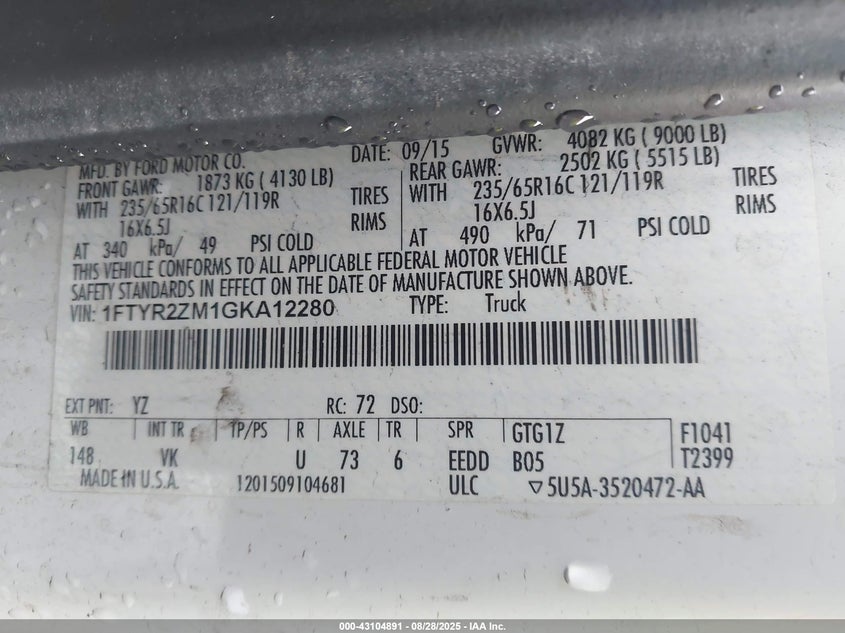 MFD. BY FORD MOTOR CO. DATE: 09/15 GVWR: 4082 KG ( 9000 LB)
FRONT GAWR: 1873 KG ( 4130 LB) REAR GAWR: 2502 KG ( 5515 LB)
WITH 235/65R16C 121/119R TIRES WITH 235/65R16C 121/119R TIRES
16X6.5J RIMS 16X6.5J RIMS
AT 340 kPa/ 49 PSI COLD AT 490 kPa/ 71 PSI COLD
THIS VEHICLE CONFORMS TO ALL APPLICABLE FEDERAL MOTOR VEHICLE
SAFETY STANDARDS IN EFFECT ON THE DATE OF MANUFACTURE SHOWN ABOVE.
VIN: 1FTYR2ZM1GKA12280 TYPE: Truck
EXT PNT: YZ RC: 72 DSO:
WB INT TR TP/PS R AXLE TR SPR GTG1Z F1041
148 VK U 73 6 EEDD B05 T2399
MADE IN U.S.A. 1201509104681 ULC ▽5U5A-3520472-AA
000-43104891 - 08/28/2025 - IAA Inc.